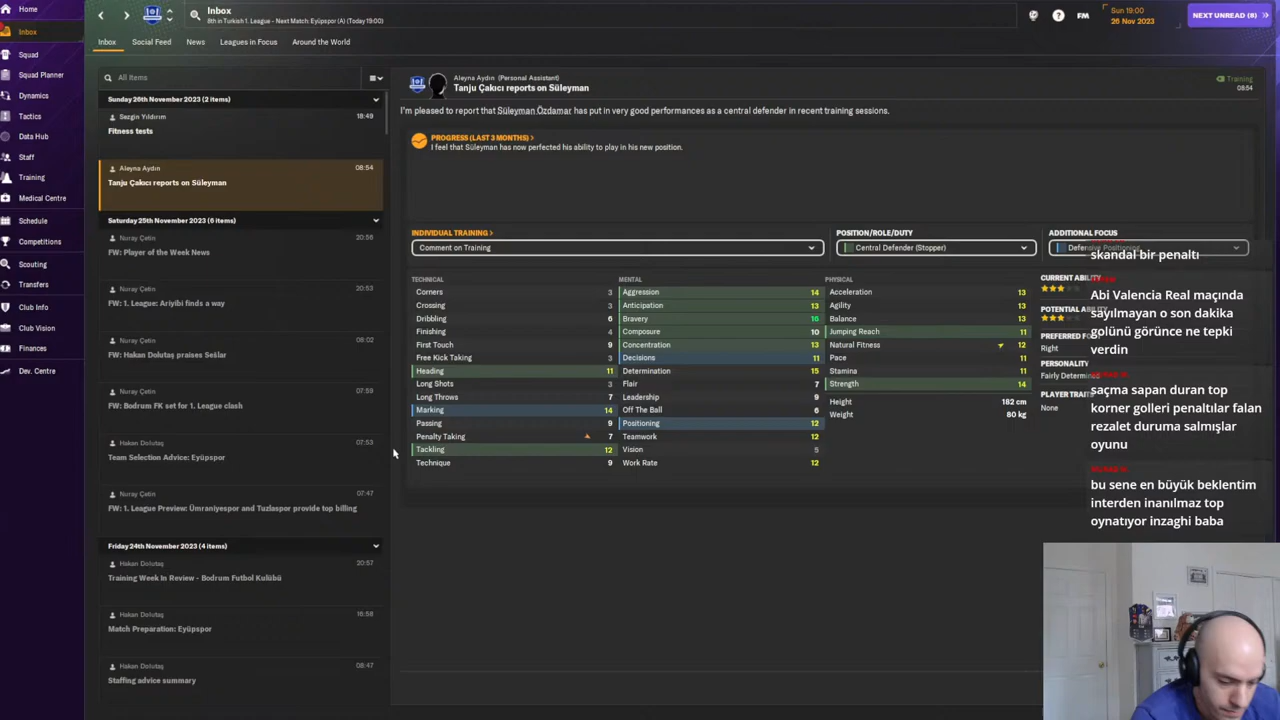 Home
Inbox
8th in Turkish 1. League - Next Match: Eyüpspor (A) (Today 19:00)
FM
Sun 19:00
26 Nov 2023
NEXT UNREAD (8)
Inbox
Inbox
Social Feed
News
Leagues in Focus
Around the World
Squad
Squad Planner
Dynamics
Tactics
Data Hub
Staff
Training
Medical Centre
Schedule
Competitions
Scouting
Transfers
Club Info
Club Vision
Finances
Dev. Centre
All Items
Sunday 26th November 2023 (2 items)
Sezgin Yıldırım 18:49
Fitness tests
Aleyna Aydın 08:54
Tanju Çakıcı reports on Süleyman
Saturday 25th November 2023 (6 items)
Nuray Çetin 20:56
FW: Player of the Week News
Nuray Çetin 20:53
FW: 1. League: Ariyibi finds a way
Nuray Çetin 08:02
FW: Hakan Dolutaş praises Seslar
Nuray Çetin 07:59
FW: Bodrum FK set for 1. League clash
Hakan Dolutaş 07:53
Team Selection Advice: Eyüpspor
Nuray Çetin 07:47
FW: 1. League Preview: Ümraniyespor and Tuzlaspor provide top billing
Friday 24th November 2023 (4 items)
Hakan Dolutaş 20:57
Training Week In Review - Bodrum Futbol Kulübü
Hakan Dolutaş 18:58
Match Preparation: Eyüpspor
Hakan Dolutaş 08:47
Staffing advice summary
Aleyna Aydın (Personal Assistant)
Tanju Çakıcı reports on Süleyman
Training
08:54
I'm pleased to report that Süleyman Özdamar has put in very good performances as a central defender in recent training sessions.
PROGRESS (LAST 3 MONTHS)
I feel that Süleyman has now perfected his ability to play in his new position.
INDIVIDUAL TRAINING
Comment on Training
POSITION/ROLE/DUTY
Central Defender (Stopper)
ADDITIONAL FOCUS
Defensive Positioning
TECHNICAL
Corners 3
Crossing 3
Dribbling 6
Finishing 4
First Touch 9
Free Kick Taking 3
Heading 11
Long Shots 3
Long Throws 7
Marking 14
Passing 9
Penalty Taking 7
Tackling 12
Technique 9
MENTAL
Aggression 14
Anticipation 13
Bravery 16
Composure 10
Concentration 13
Decisions 11
Determination 15
Flair 7
Leadership 9
Off The Ball 6
Positioning 12
Teamwork 12
Vision 5
Work Rate 12
PHYSICAL
Acceleration 13
Agility 13
Balance 13
Jumping Reach 11
Natural Fitness 12
Pace 11
Stamina 11
Strength 14
Height 182 cm
Weight 80 kg
CURRENT ABILITY
Right
PERSONALITY
None
skandal bir penaltı
Abi Valencia Real maçında
sayılmayan o son dakika
golünü görünce ne tepki
verdin
saçma sapan duran top
korner golleri penaltılar falan
rezalet duruma salmışlar
oyunu
bu sene en büyük beklentim
interden inanılmaz top
oynatıyor inzaghi baba